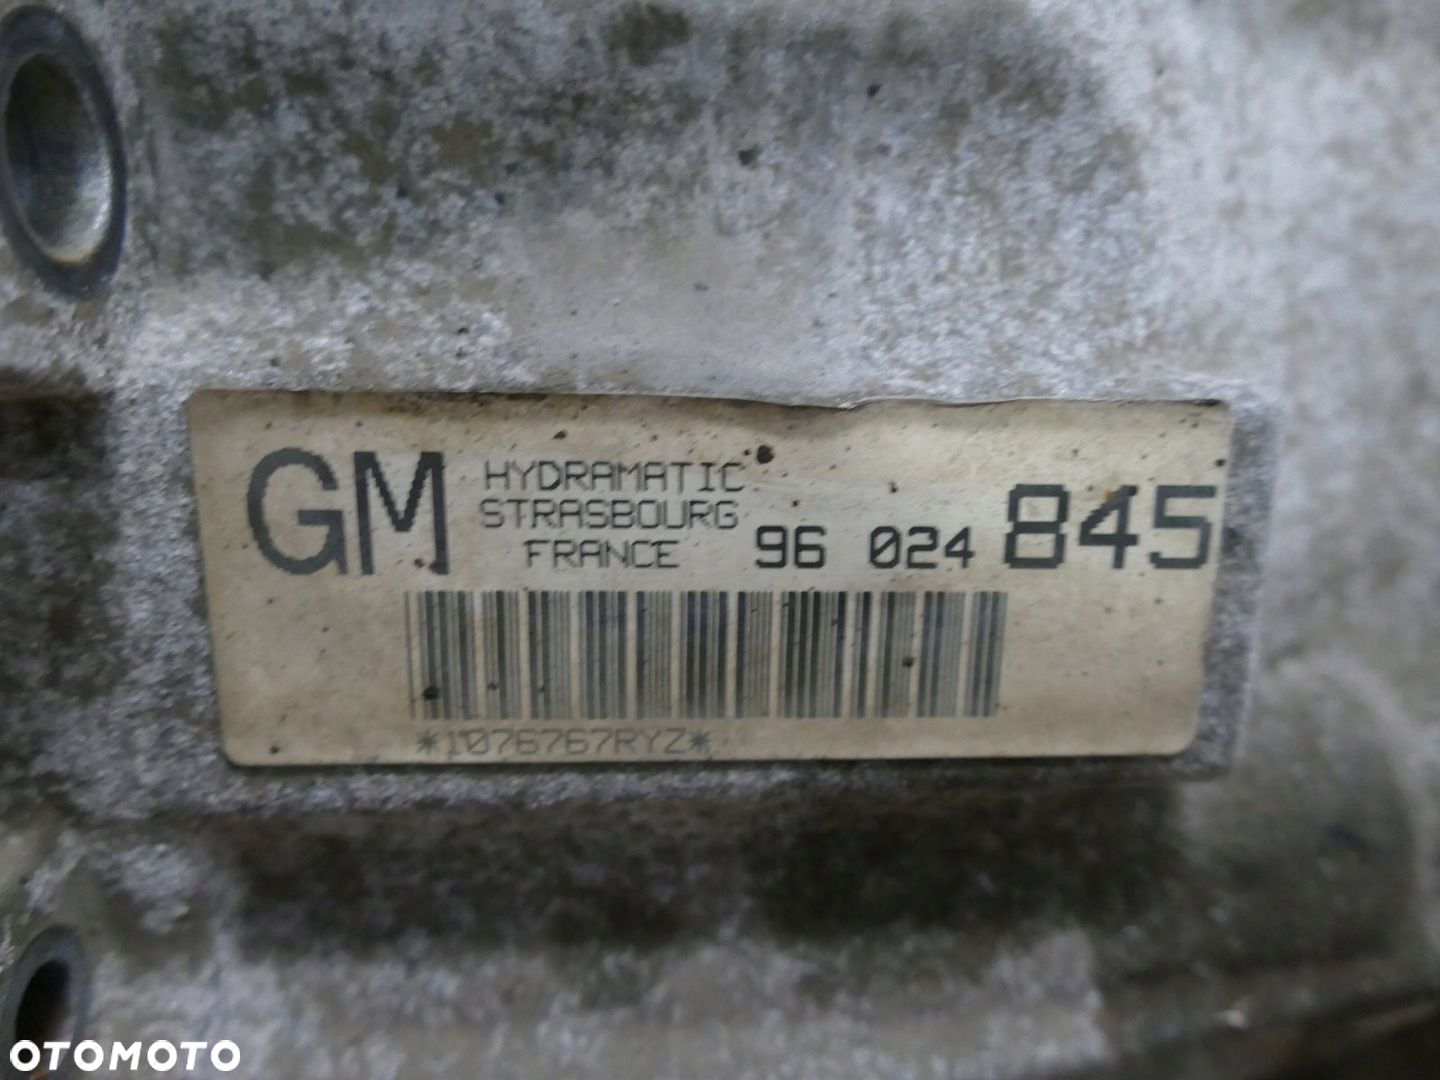 GM HYDRAMATIC
STRASBOURG
FRANCE 96 024 845
*1076767RYZ*
OTOMOTO